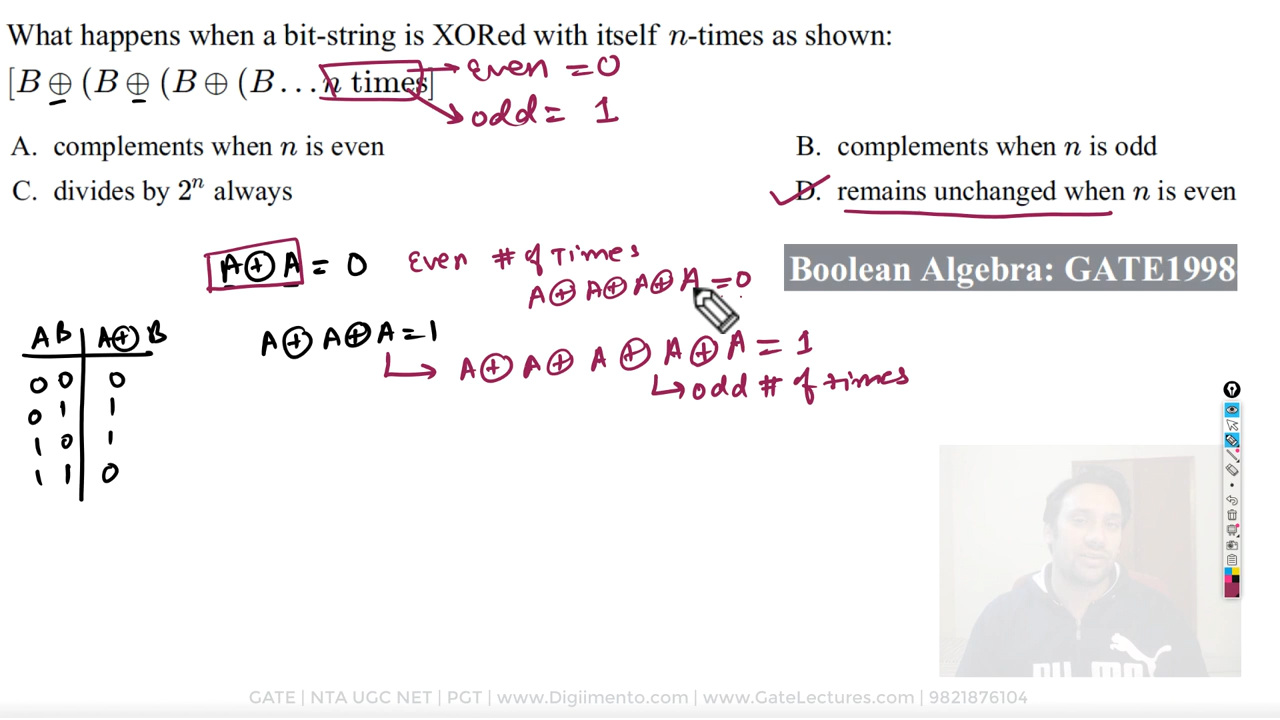 What happens when a bit-string is XORed with itself n-times as shown:
[B ⊕ (B ⊕ (B ⊕ (B … n times]
even = 0
odd = 1
A. complements when n is even
B. complements when n is odd
C. divides by 2ⁿ always
D. remains unchanged when n is even
A ⊕ A = 0
Even # of Times
A ⊕ A ⊕ A ⊕ A = 0
Boolean Algebra: GATE1998
A B | A ⊕ B
0 0 | 0
0 1 | 1
1 0 | 1
1 1 | 0
A ⊕ A ⊕ A = 1
A ⊕ A ⊕ A ⊕ A ⊕ A = 1
odd # of times
GATE | NTA UGC NET | PGT | www.Digiimento.com | www.GateLectures.com | 9821876104